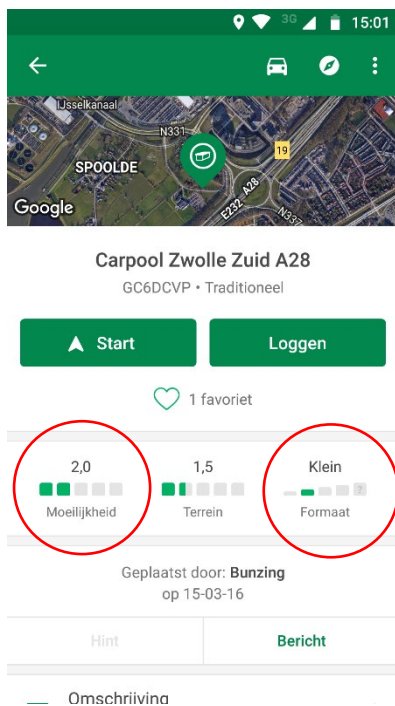 3G 15:01
IJsselkanaal
N331
19
SPOOLDE
E232-A28
N337
Google
Carpool Zwolle Zuid A28
GC6DCVP • Traditioneel
Start
Loggen
1 favoriet
2,0
1,5
Klein
?
Moeilijkheid
Terrein
Formaat
Geplaatst door: Bunzing
op 15-03-16
Hint
Bericht
Omschrijving